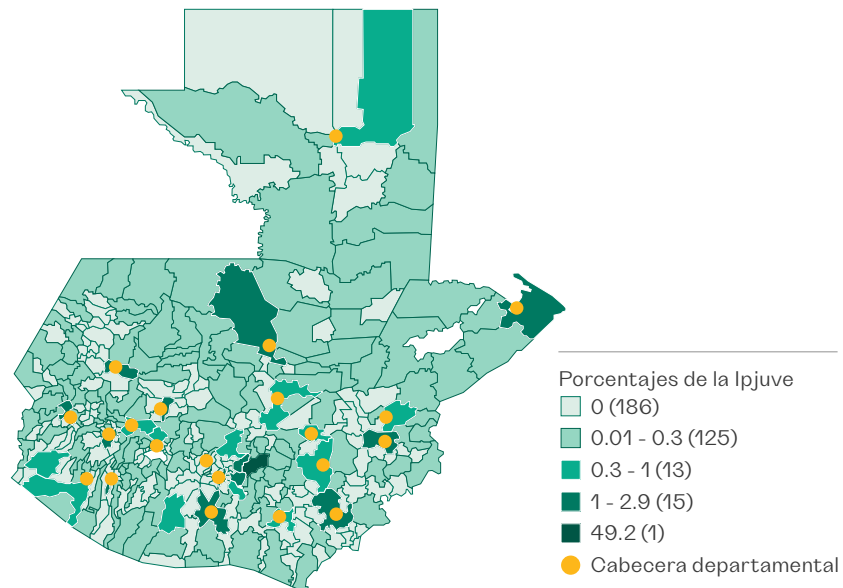 Porcentajes de la Ipjuve
0 (186)
0.01 - 0.3 (125)
0.3 - 1 (13)
1 - 2.9 (15)
49.2 (1)
Cabecera departamental